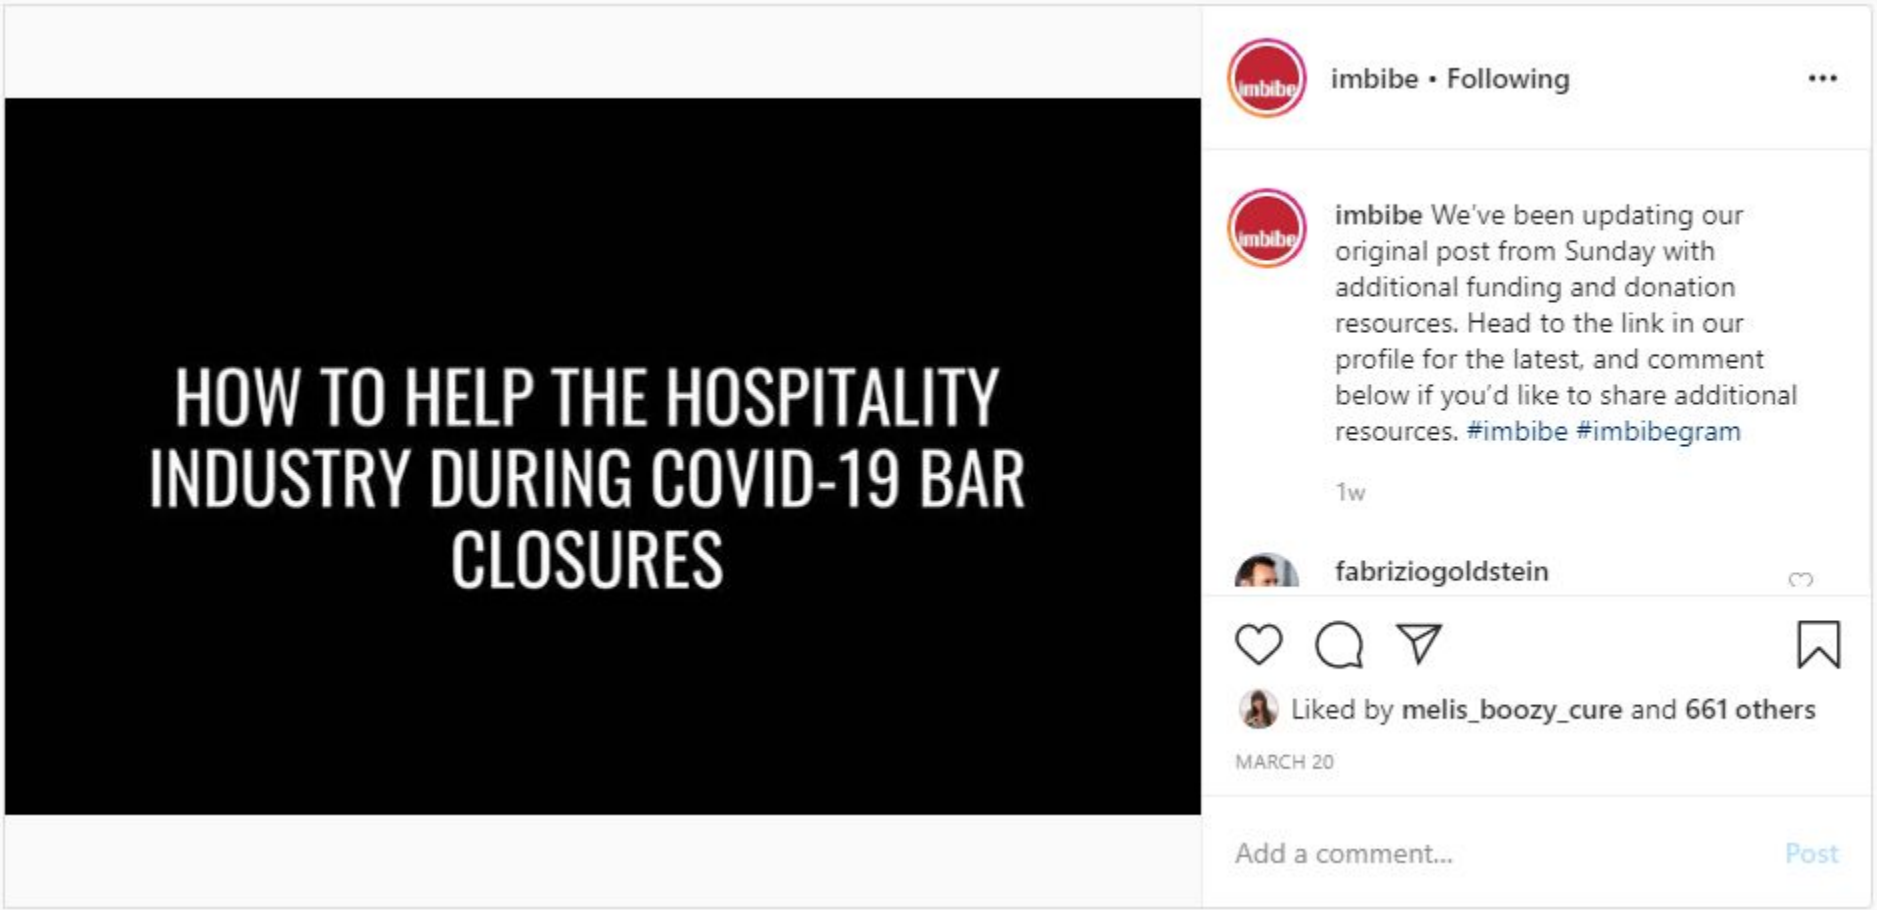 HOW TO HELP THE HOSPITALITY
INDUSTRY DURING COVID-19 BAR
CLOSURES
imbibe
imbibe • Following
imbibe
imbibe We've been updating our
original post from Sunday with
additional funding and donation
resources. Head to the link in our
profile for the latest, and comment
below if you'd like to share additional
resources. #imbibe #imbibegram
1w
fabriziogoldstein
Liked by melis_boozy_cure and 661 others
MARCH 20
Add a comment...
Post